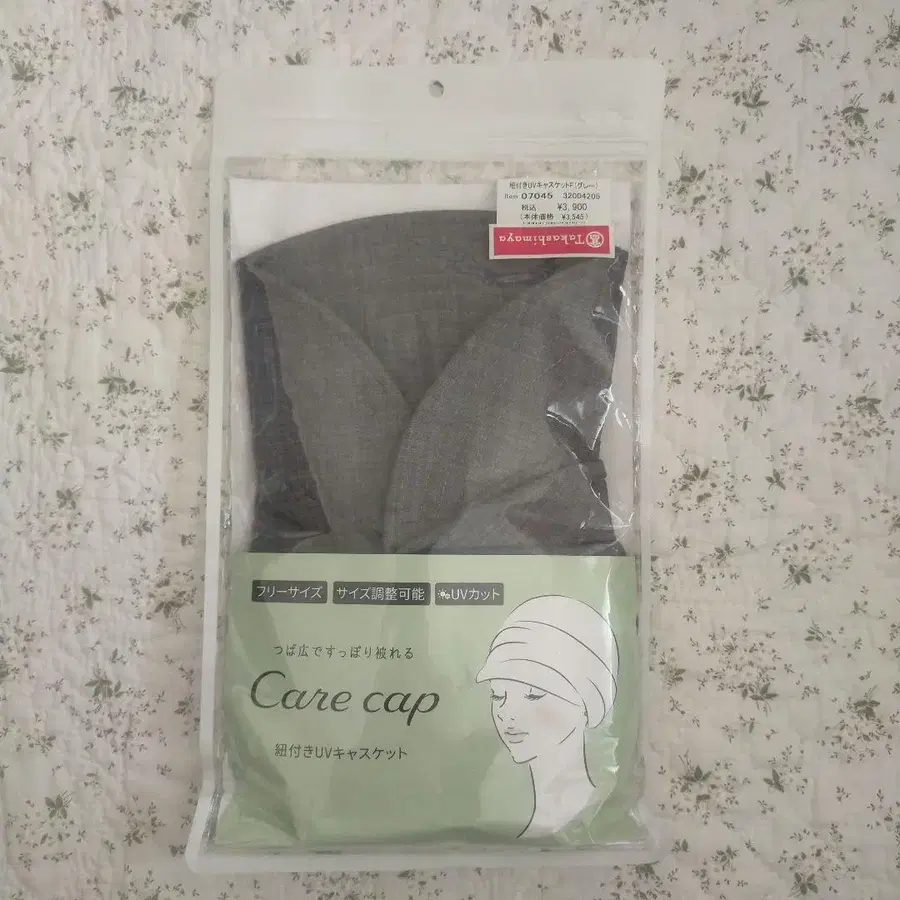 紐付きUVキャスケットF(グレー)
Item 07045 32004205
税込 ¥3,900
(本体価格 ¥3,545)
Takashimaya
フリーサイズ サイズ調整可能 UVカット
つば広ですっぽり被れる
Care cap
紐付きUVキャスケット